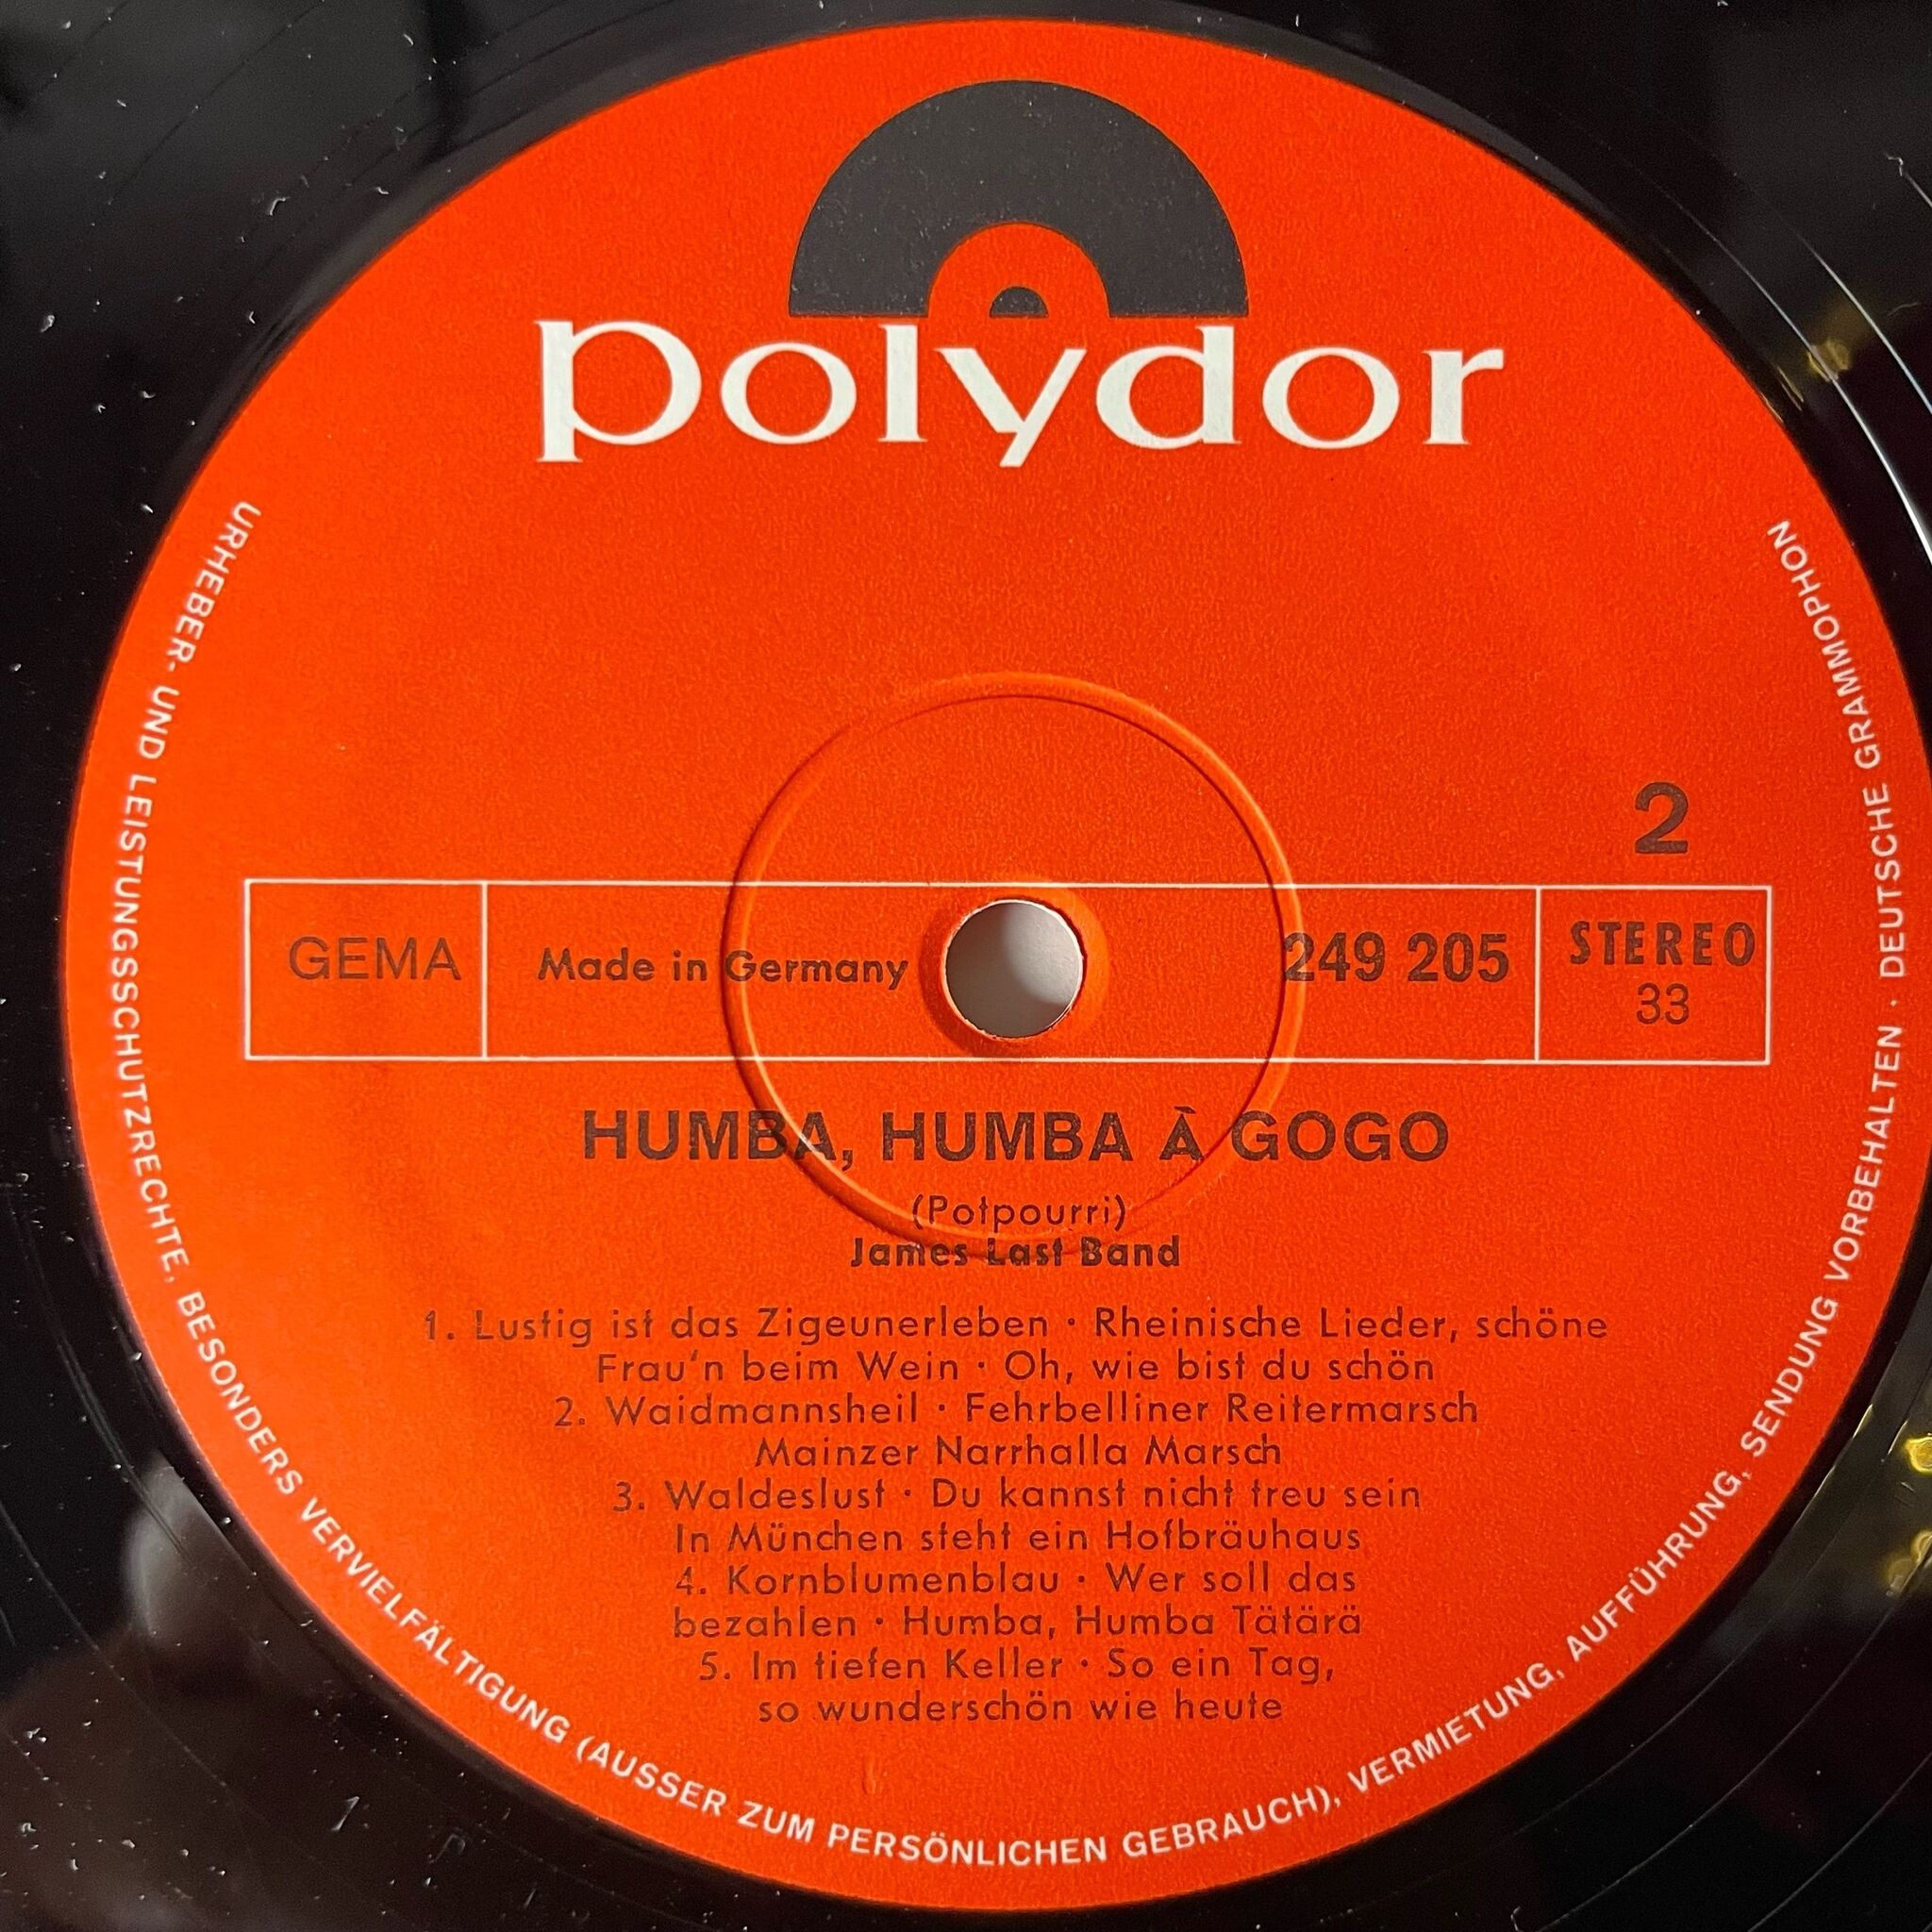 polydor
2
GEMA
Made in Germany
249 205
STEREO
33
HUMBA, HUMBA À GOGO
(Potpourri)
James Last Band
1. Lustig ist das Zigeunerleben · Rheinische Lieder, schöne
Frau'n beim Wein · Oh, wie bist du schön
2. Waidmannsheil · Fehrbelliner Reitermarsch
Mainzer Narrhalla Marsch
3. Waldeslust · Du kannst nicht treu sein
In München steht ein Hofbräuhaus
4. Kornblumenblau · Wer soll das
bezahlen · Humba, Humba Tätärä
5. Im tiefen Keller · So ein Tag,
so wunderschön wie heute
URHEBER- UND LEISTUNGSSCHUTZRECHTE, BESONDERS VERVIELFÄLTIGUNG (AUSSER ZUM PERSÖNLICHEN GEBRAUCH), VERMIETUNG, AUFFÜHRUNG, SENDUNG VORBEHALTEN · DEUTSCHE GRAMMOPHON